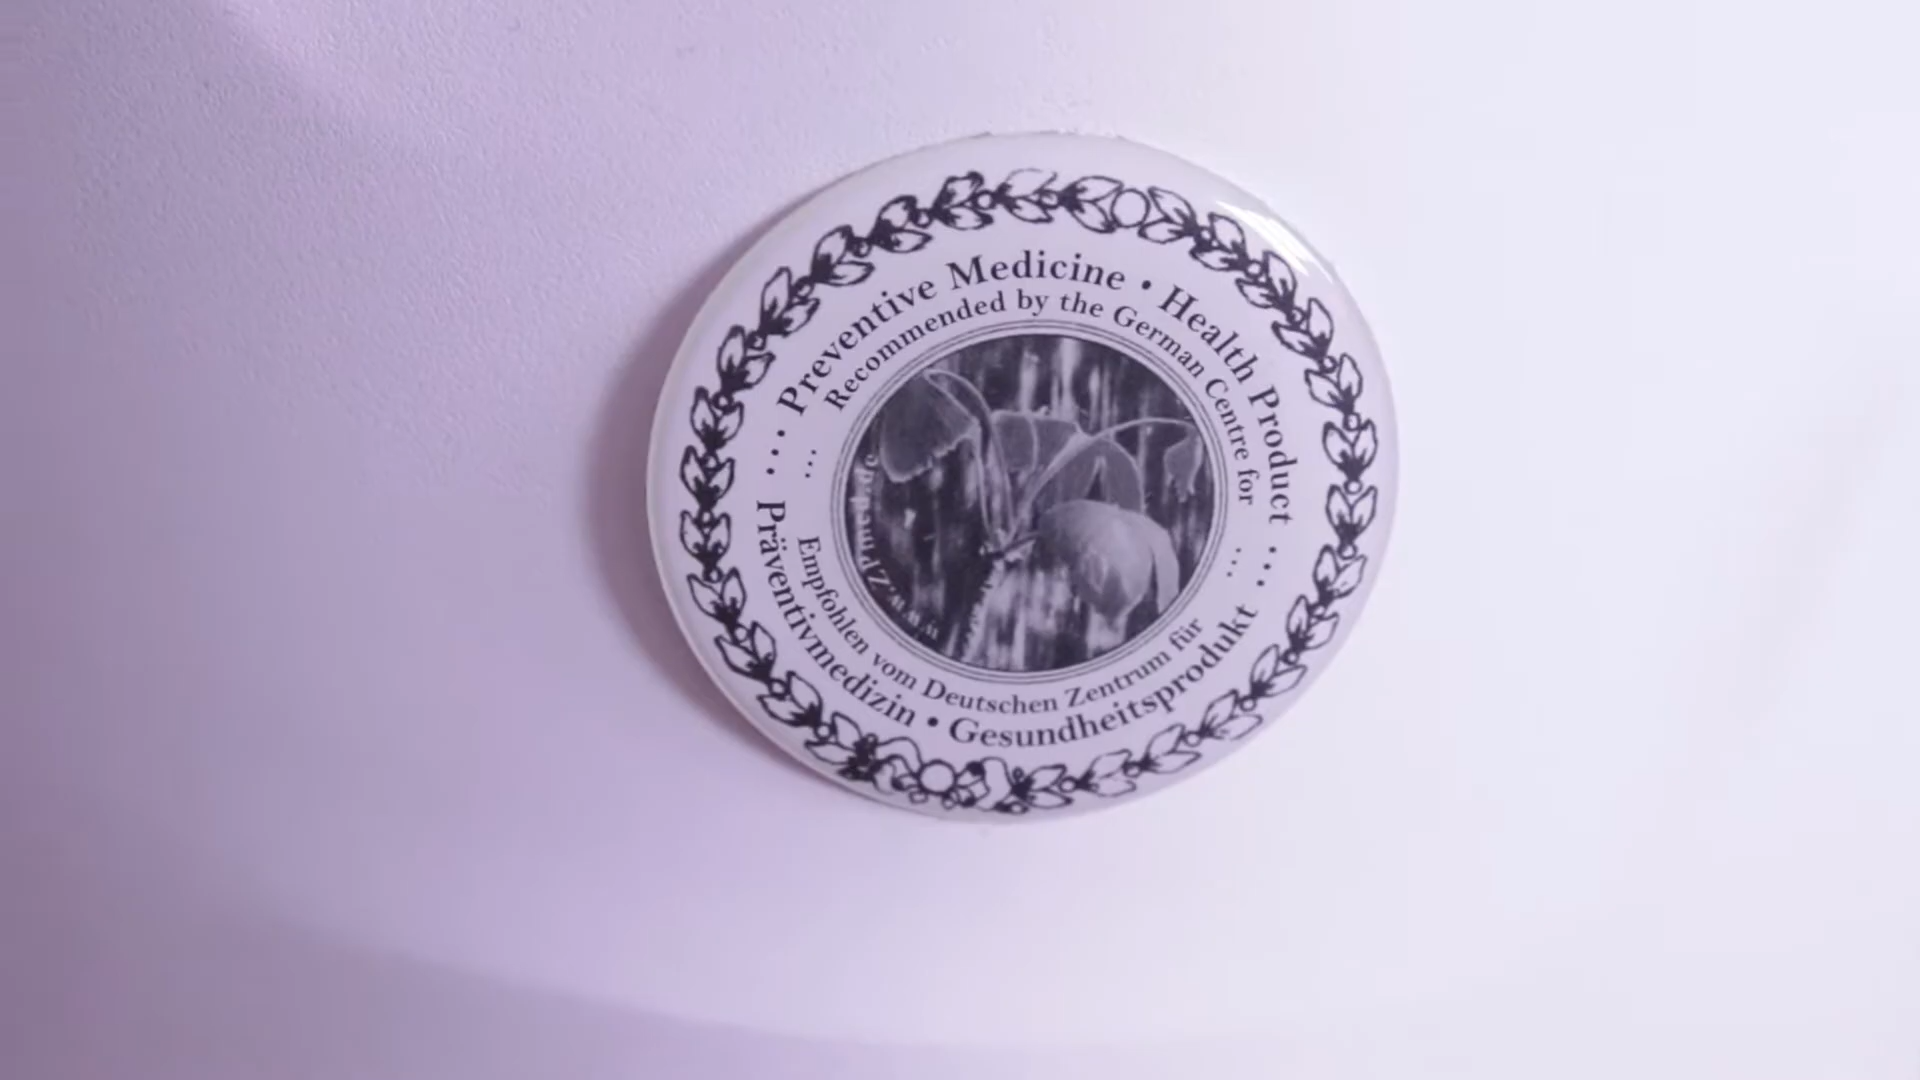 Preventive Medicine • Health Product
Recommended by the German Centre for
Empfohlen vom Deutschen Zentrum für
Präventivmedizin • Gesundheitsprodukt